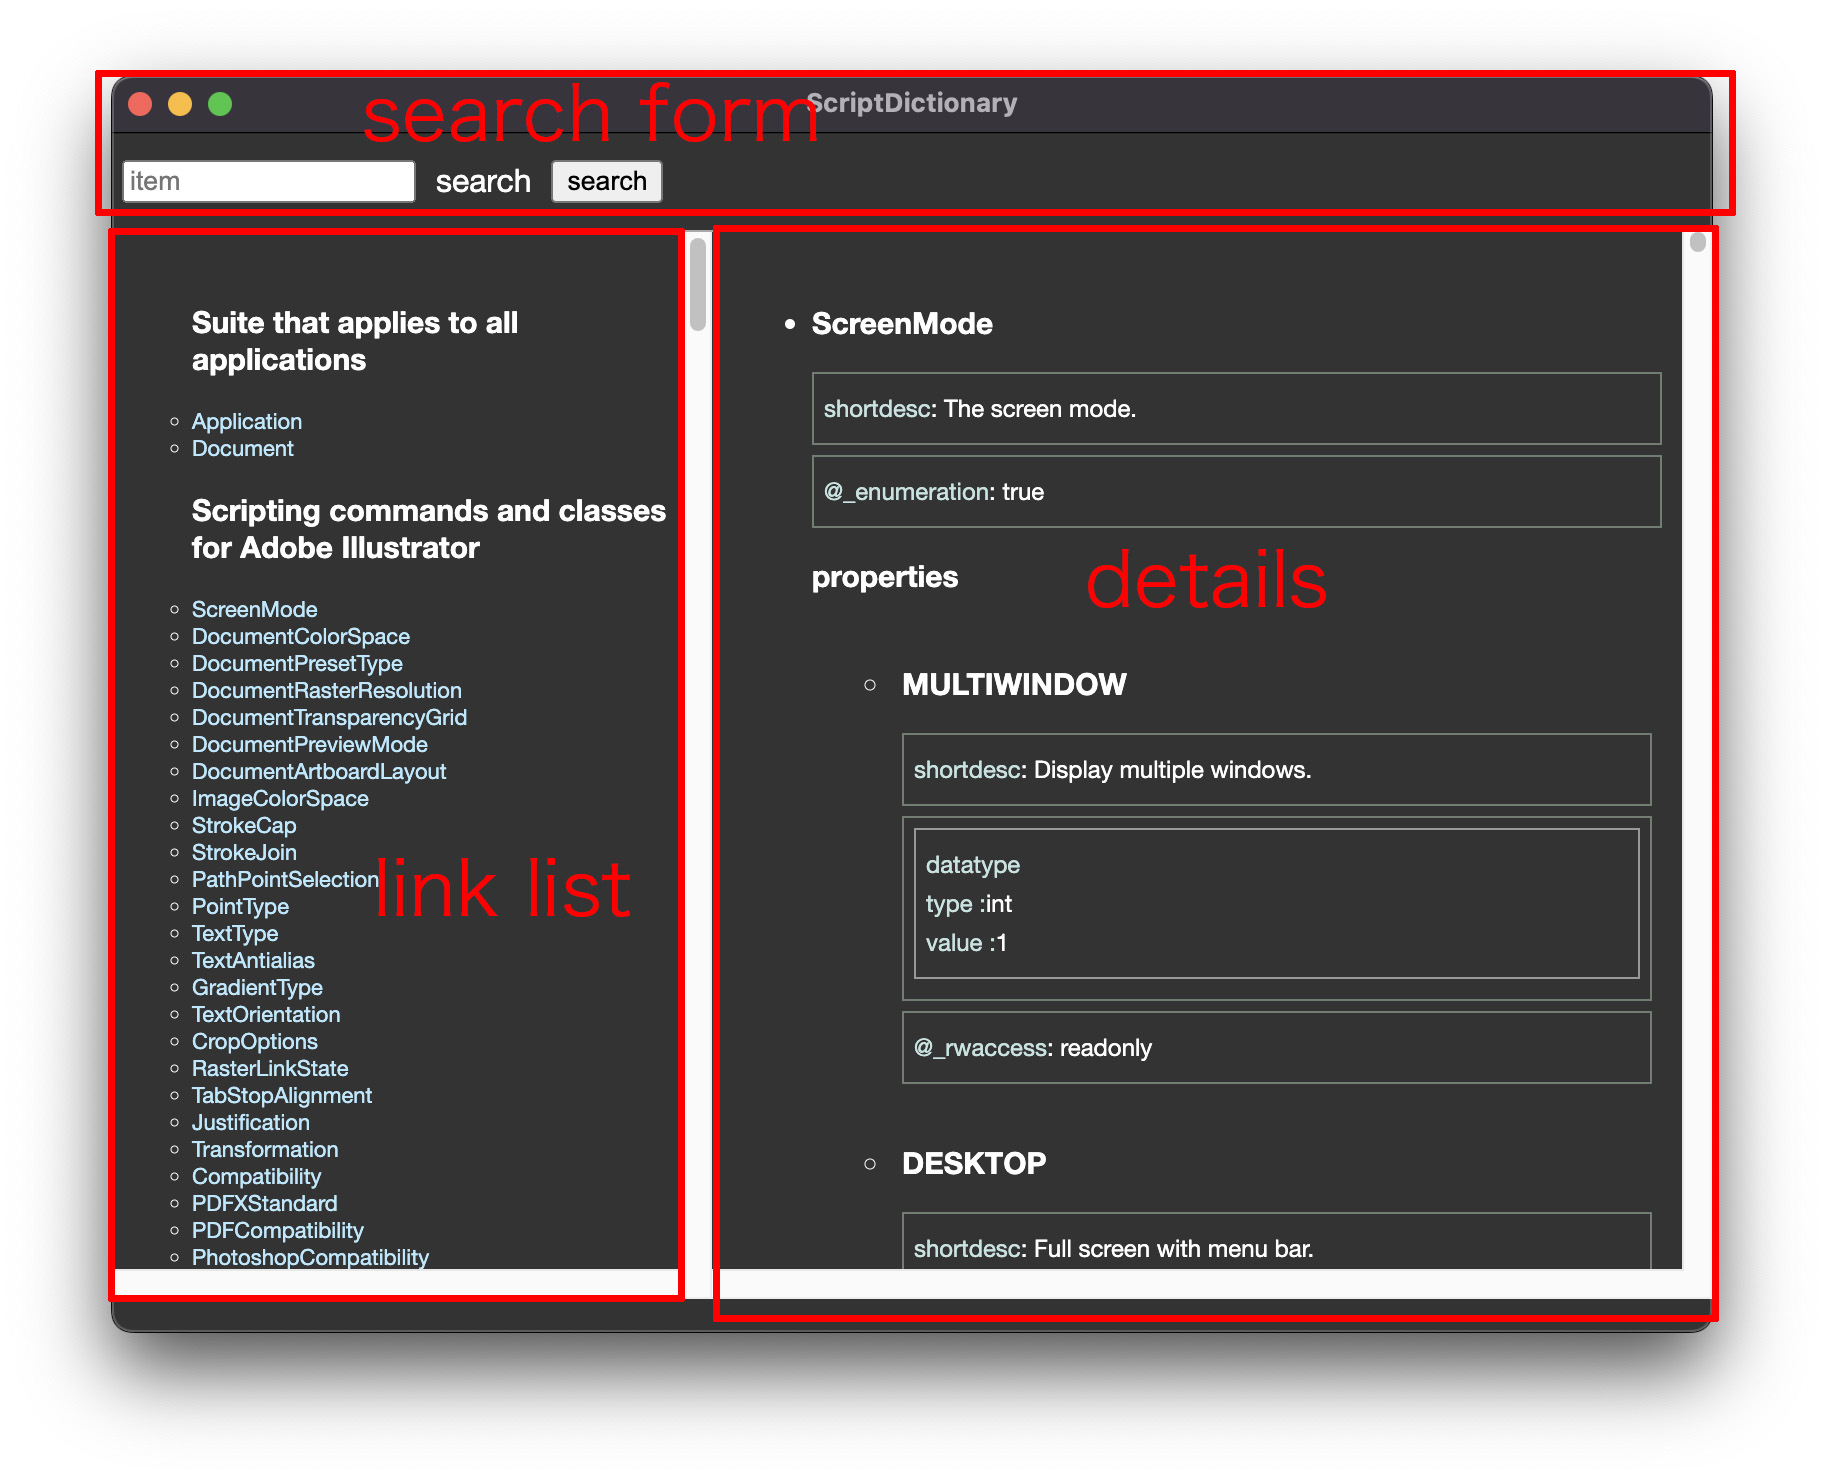 ScriptDictionary
search form
item search search
Suite that applies to all
applications
Application
Document
Scripting commands and classes
for Adobe Illustrator
ScreenMode
DocumentColorSpace
DocumentPresetType
DocumentRasterResolution
DocumentTransparencyGrid
DocumentPreviewMode
DocumentArtboardLayout
ImageColorSpace
StrokeCap
StrokeJoin
PathPointSelection
PointType
TextType
TextAntialias
GradientType
TextOrientation
CropOptions
RasterLinkState
TabStopAlignment
Justification
Transformation
Compatibility
PDFXStandard
PDFCompatibility
PhotoshopCompatibility
link list
ScreenMode
shortdesc: The screen mode.
@_enumeration: true
properties
details
MULTIWINDOW
shortdesc: Display multiple windows.
datatype
type :int
value :1
@_rwaccess: readonly
DESKTOP
shortdesc: Full screen with menu bar.